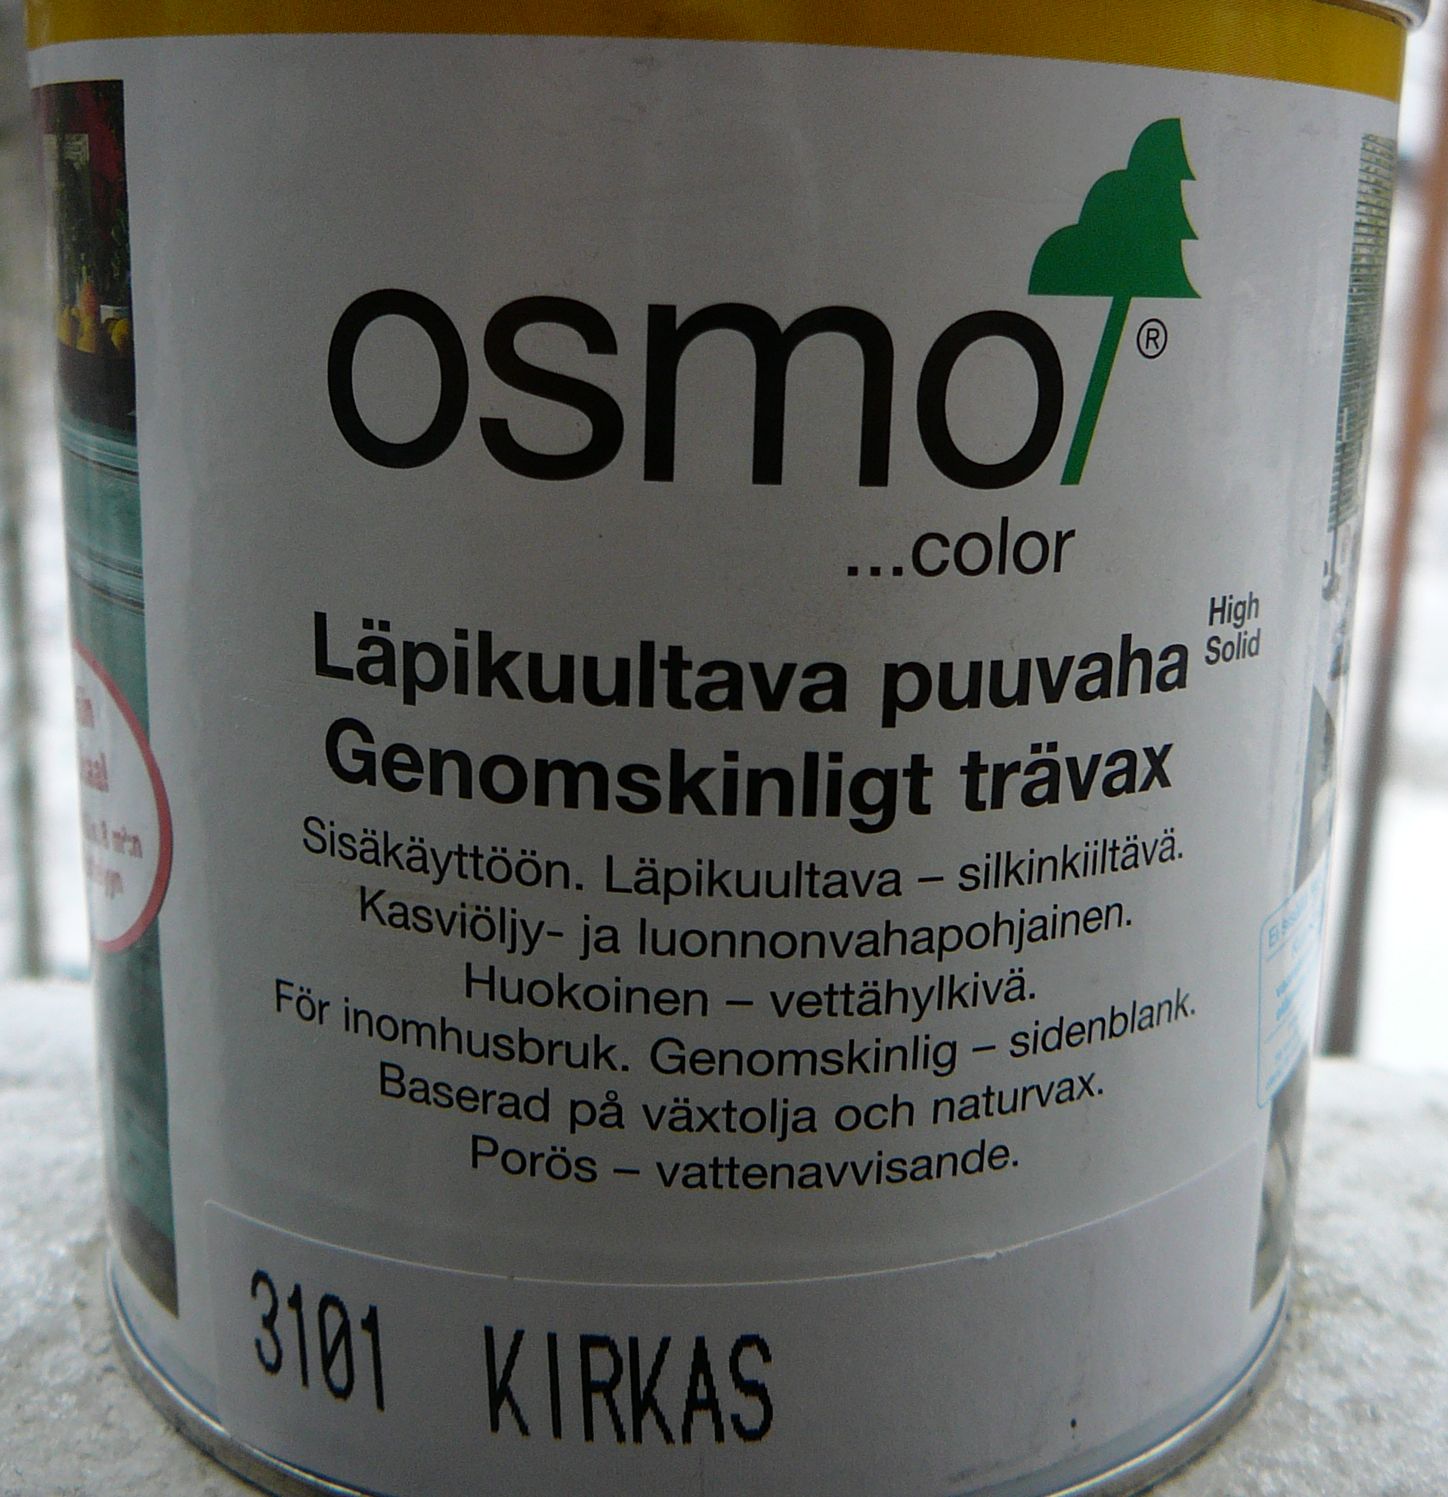 osmo®
...color
Läpikuultava puuvaha High Solid
Genomskinligt trävax
Sisäkäyttöön. Läpikuultava – silkinkiiltävä.
Kasviöljy- ja luonnonvahapohjainen.
Huokoinen – vettähylkivä.
För inomhusbruk. Genomskinlig – sidenblank.
Baserad på växtolja och naturvax.
Porös – vattenavvisande.
3101 KIRKAS